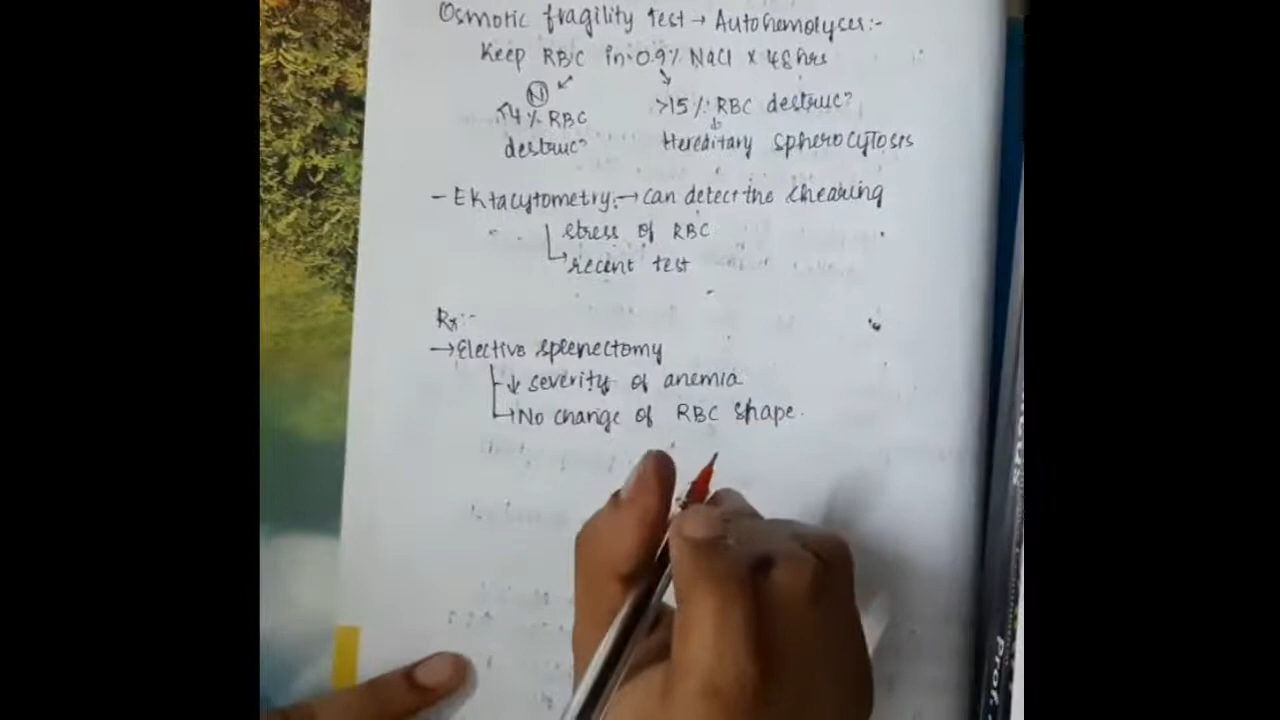 Osmotic fragility test → Autohemolyses:-
Keep RBC in 0.9% NaCl × 48 hrs
(N)
4% RBC
destruc?
>15% RBC destruc?
Hereditary spherocytosis
- Ektacytometry:→ can detect the shearing
stress of RBC
→ recent test
Rx:-
→ Elective spleenectomy
↓ severity of anemia
→ No change of RBC shape.
Prof.